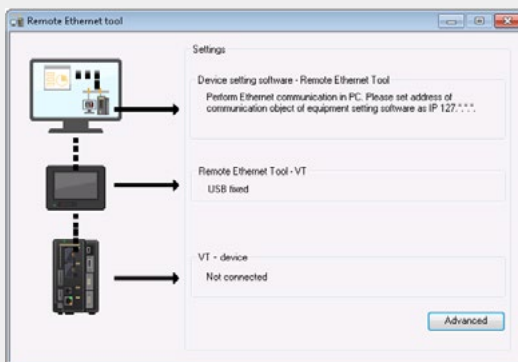 Remote Ethernet tool
Settings
Device setting software - Remote Ethernet Tool
Perform Ethernet communication in PC. Please set address of
communication object of equipment setting software as IP 127.*.*.*.
Remote Ethernet Tool - VT
USB fixed
VT - device
Not connected
Advanced